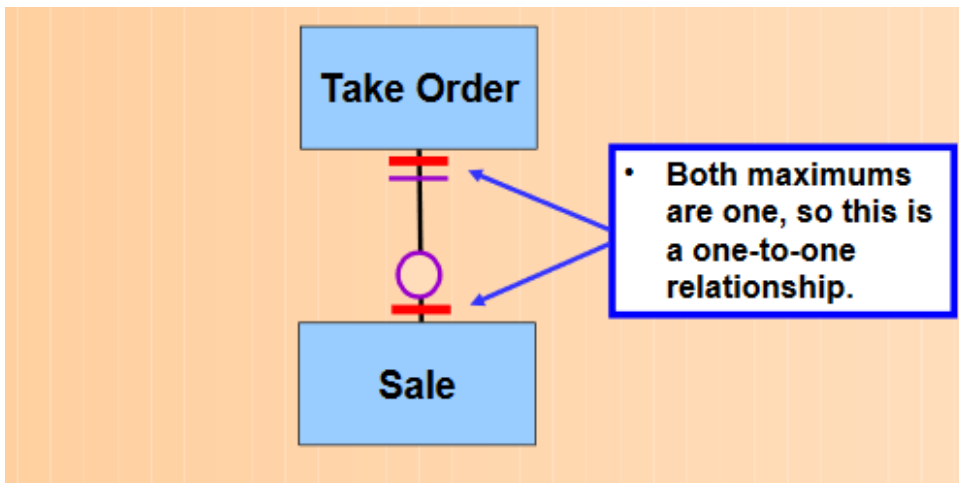 Take Order
• Both maximums
are one, so this is
a one-to-one
relationship.
Sale